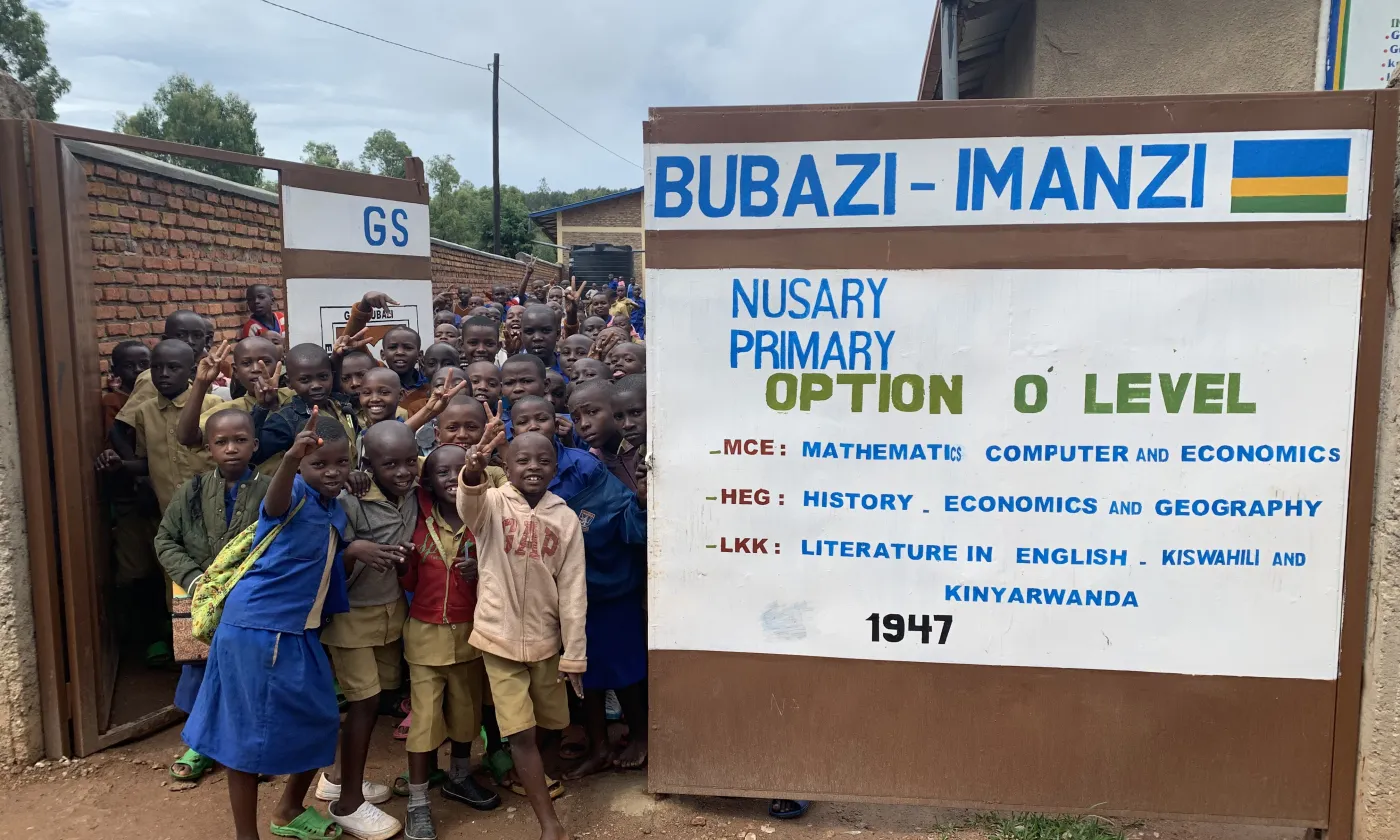 GS
BUBAZI - IMANZI
NUSARY
PRIMARY
OPTION O LEVEL
- MCE : MATHEMATICS COMPUTER AND ECONOMICS
- HEG : HISTORY - ECONOMICS AND GEOGRAPHY
- LKK : LITERATURE IN ENGLISH - KISWAHILI AND
KINYARWANDA
1947
GAP